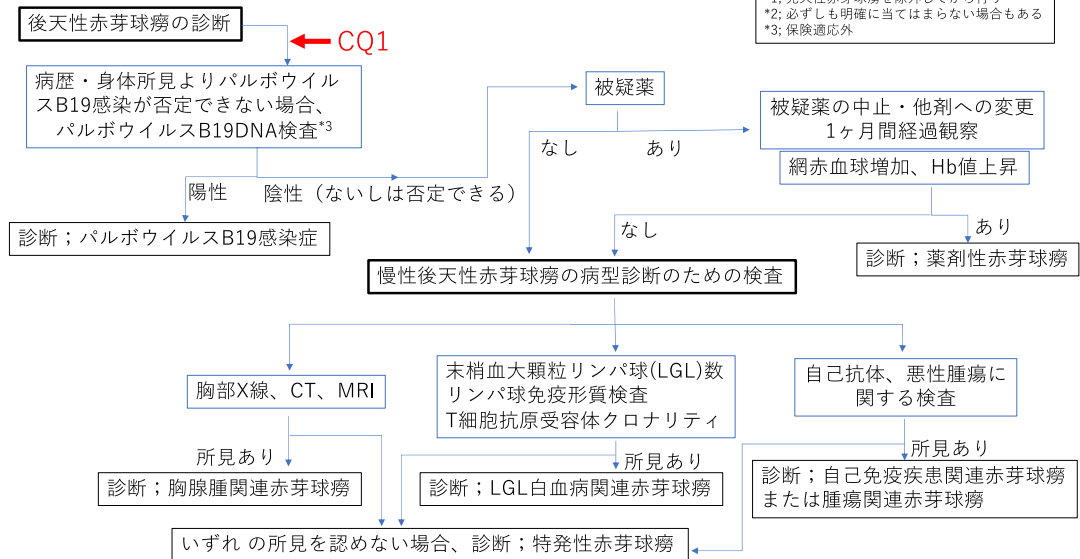 後天性赤芽球癆の診断
*2; 必ずしも明確に当てはまらない場合もある
*3; 保険適応外
CQ1
病歴・身体所見よりパルボウイル
スB19感染が否定できない場合、
パルボウイルスB19DNA検査*3
被疑薬
被疑薬の中止・他剤への変更
1ヶ月間経過観察
なし
あり
網赤血球増加、Hb値上昇
陽性
陰性（ないしは否定できる）
なし
あり
診断；パルボウイルスB19感染症
診断；薬剤性赤芽球癆
慢性後天性赤芽球癆の病型診断のための検査
胸部X線、CT、MRI
末梢血大顆粒リンパ球(LGL)数
リンパ球免疫形質検査
T細胞抗原受容体クロナリティ
自己抗体、悪性腫瘍に
関する検査
所見あり
所見あり
所見あり
診断；胸腺腫関連赤芽球癆
診断；LGL白血病関連赤芽球癆
診断；自己免疫疾患関連赤芽球癆
または腫瘍関連赤芽球癆
いずれ の所見を認めない場合、診断；特発性赤芽球癆